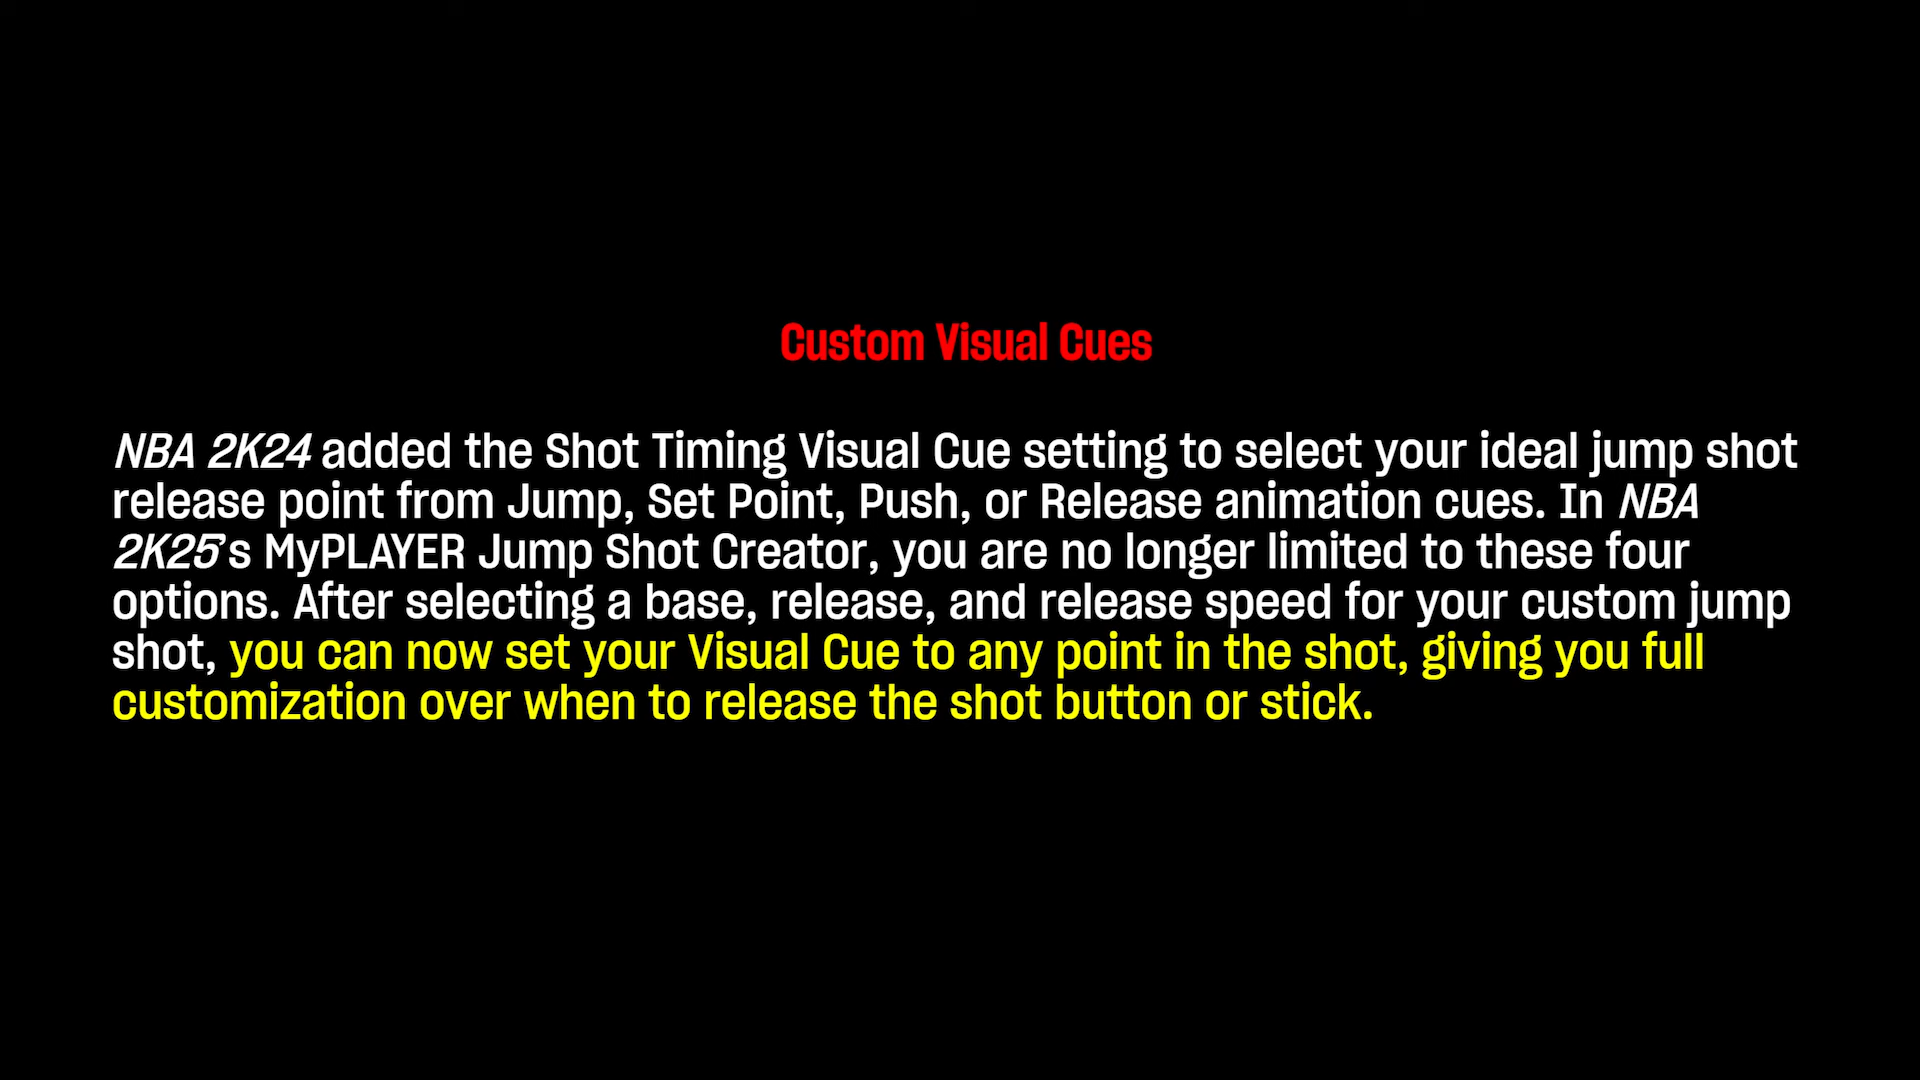 Custom Visual Cues
NBA 2K24 added the Shot Timing Visual Cue setting to select your ideal jump shot
release point from Jump, Set Point, Push, or Release animation cues. In NBA
2K25's MyPLAYER Jump Shot Creator, you are no longer limited to these four
options. After selecting a base, release, and release speed for your custom jump
shot, you can now set your Visual Cue to any point in the shot, giving you full
customization over when to release the shot button or stick.